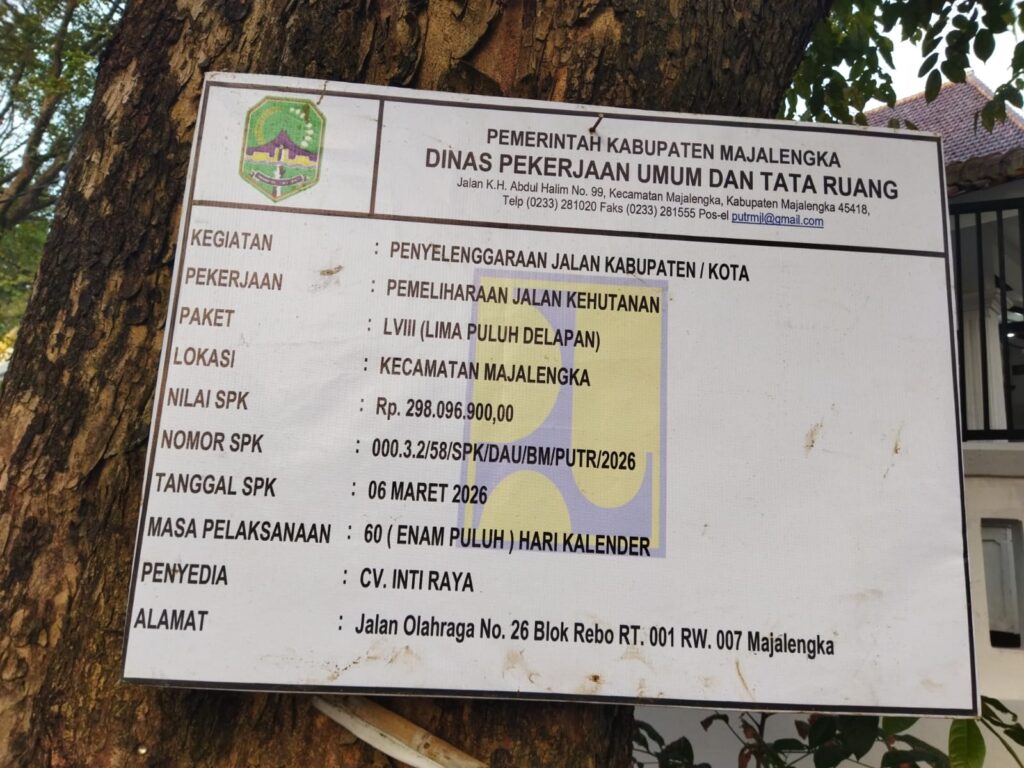 PEMERINTAH KABUPATEN MAJALENGKA
DINAS PEKERJAAN UMUM DAN TATA RUANG
Jalan K.H. Abdul Halim No. 99, Kecamatan Majalengka, Kabupaten Majalengka 45418,
Telp (0233) 281020 Faks (0233) 281555 Pos-el putrmjl@gmail.com
KEGIATAN : PENYELENGGARAAN JALAN KABUPATEN / KOTA
PEKERJAAN : PEMELIHARAAN JALAN KEHUTANAN
PAKET : LVIII (LIMA PULUH DELAPAN)
LOKASI : KECAMATAN MAJALENGKA
NILAI SPK : Rp. 298.096.900,00
NOMOR SPK : 000.3.2/58/SPK/DAU/BM/PUTR/2026
TANGGAL SPK : 06 MARET 2026
MASA PELAKSANAAN : 60 ( ENAM PULUH ) HARI KALENDER
PENYEDIA : CV. INTI RAYA
ALAMAT : Jalan Olahraga No. 26 Blok Rebo RT. 001 RW. 007 Majalengka